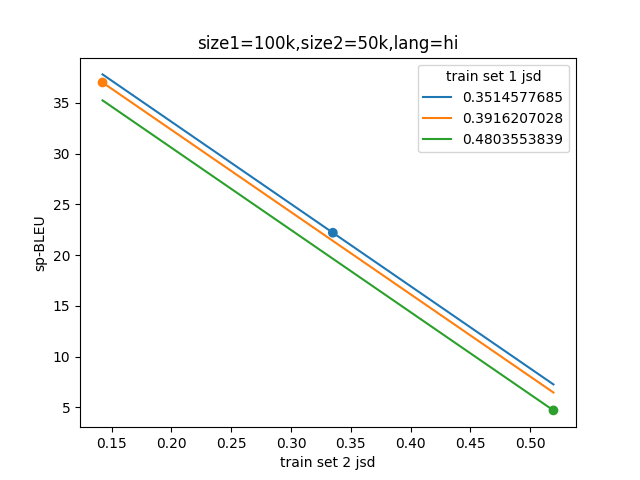 size1=100k,size2=50k,lang=hi
train set 1 jsd
0.3514577685
0.3916207028
0.4803553839
sp-BLEU
35
30
25
20
15
10
5
0.15 0.20 0.25 0.30 0.35 0.40 0.45 0.50
train set 2 jsd